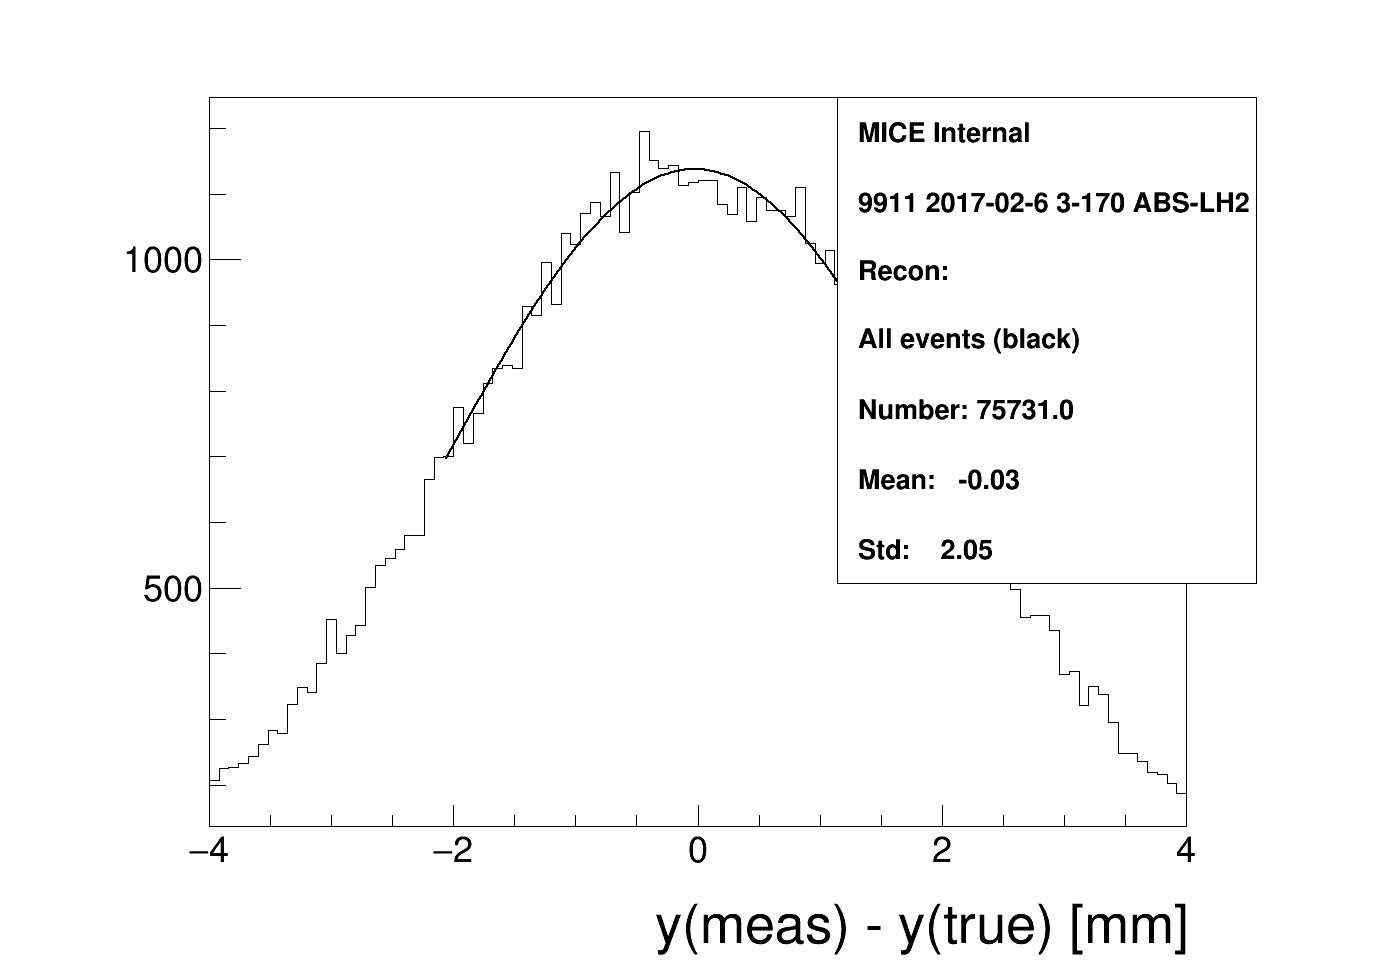 MICE Internal
9911 2017-02-6 3-170 ABS-LH2
Recon:
All events (black)
Number: 75731.0
Mean: -0.03
Std: 2.05
1000
500
−4 −2 0 2 4
y(meas) - y(true) [mm]